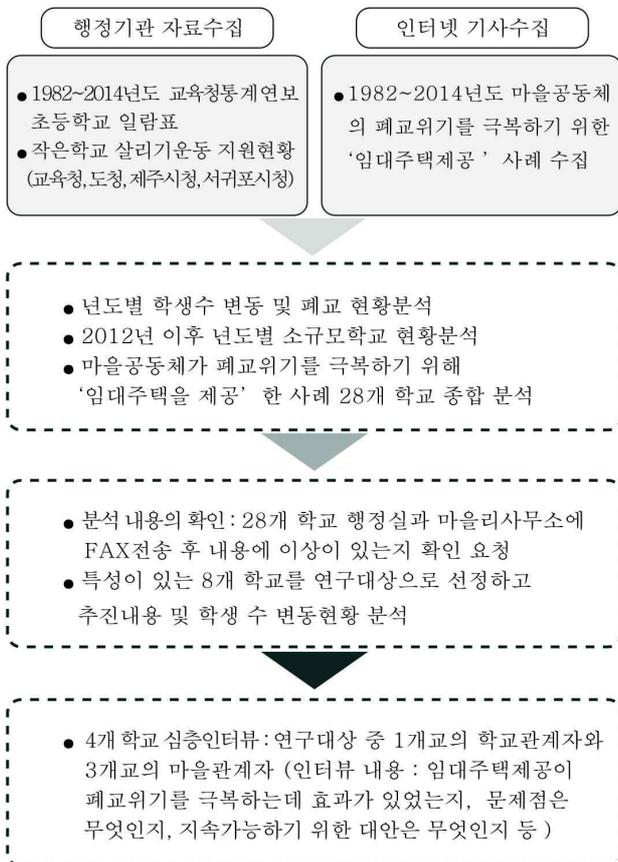 행정기관 자료수집
● 1982~2014년도 교육청통계연보
초등학교 일람표
● 작은학교 살리기운동 지원현황
(교육청,도청,제주시청,서귀포시청)
인터넷 기사수집
● 1982~2014년도 마을공동체
의 폐교위기를 극복하기 위한
‘임대주택제공 ’ 사례 수집
● 년도별 학생수 변동 및 폐교 현황분석
● 2012년 이후 년도별 소규모학교 현황분석
● 마을공동체가 폐교위기를 극복하기 위해
‘임대주택을 제공’ 한 사례 28개 학교 종합 분석
● 분석 내용의 확인 : 28개 학교 행정실과 마을리사무소에
FAX전송 후 내용에 이상이 있는지 확인 요청
● 특성이 있는 8개 학교를 연구대상으로 선정하고
추진내용 및 학생 수 변동현황 분석
● 4개 학교 심층인터뷰 : 연구대상 중 1개교의 학교관계자와
3개교의 마을관계자 (인터뷰 내용 : 임대주택제공이
폐교위기를 극복하는데 효과가 있었는지, 문제점은
무엇인지, 지속가능하기 위한 대안은 무엇인지 등 )